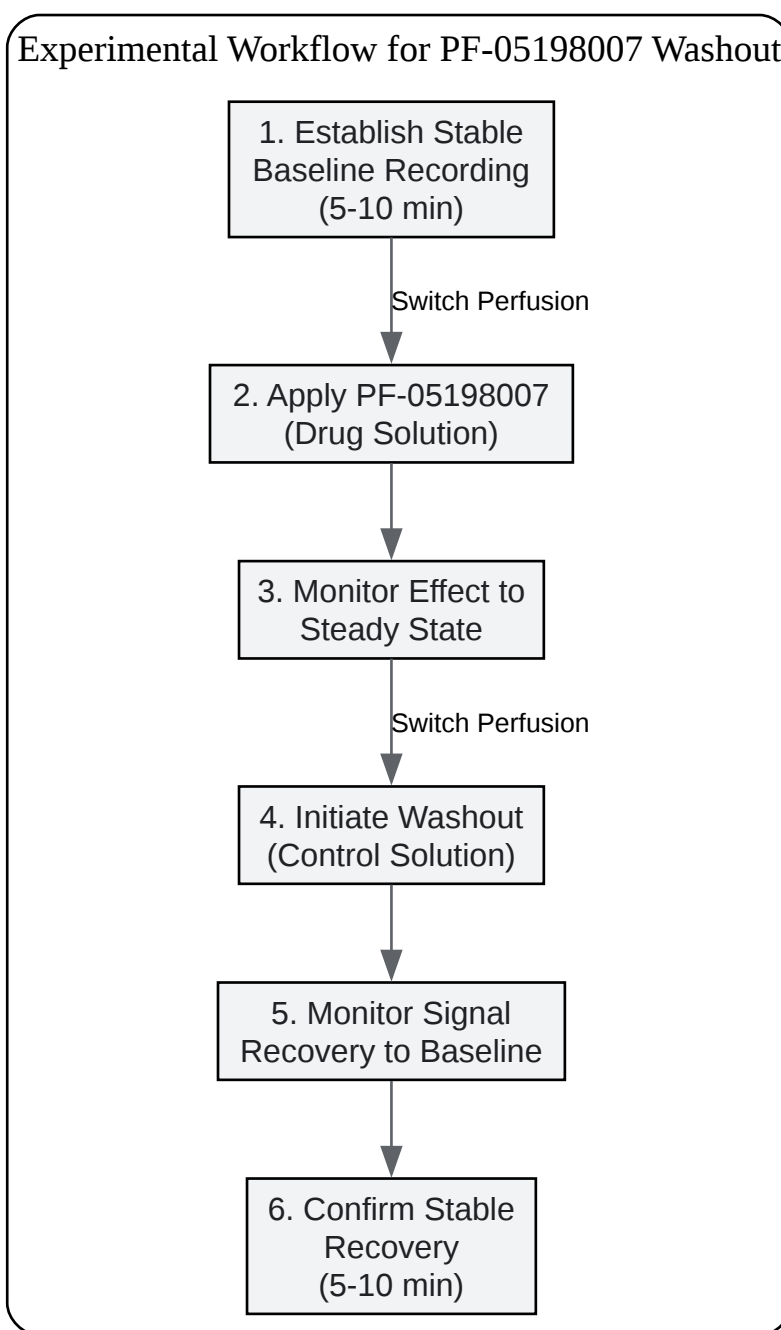 Experimental Workflow for PF-05198007 Washout
1. Establish Stable
Baseline Recording
(5-10 min)
Switch Perfusion
2. Apply PF-05198007
(Drug Solution)
3. Monitor Effect to
Steady State
Switch Perfusion
4. Initiate Washout
(Control Solution)
5. Monitor Signal
Recovery to Baseline
6. Confirm Stable
Recovery
(5-10 min)